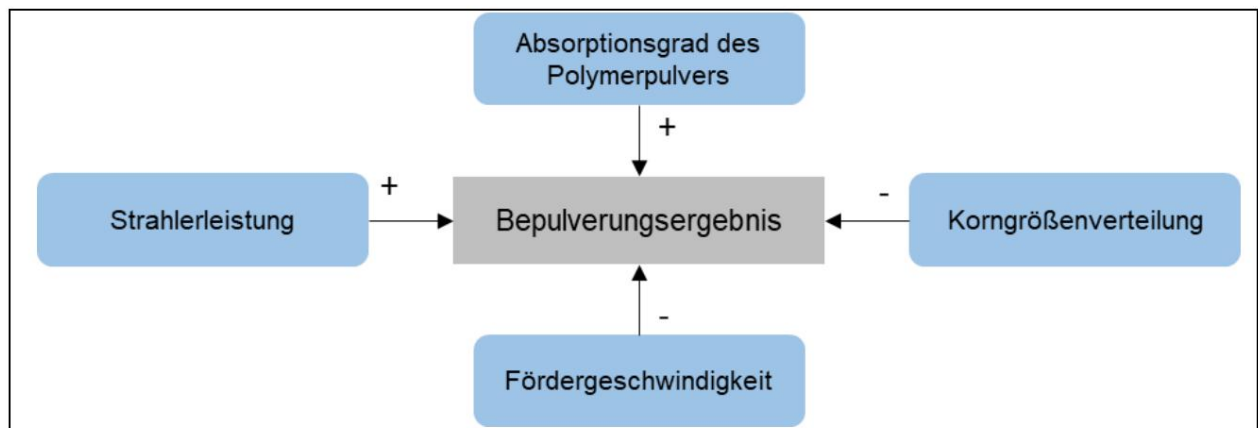 Absorptionsgrad des
Polymerpulvers
+
+
-
Strahlerleistung
Bepulverungsergebnis
Korngrößenverteilung
-
Fördergeschwindigkeit